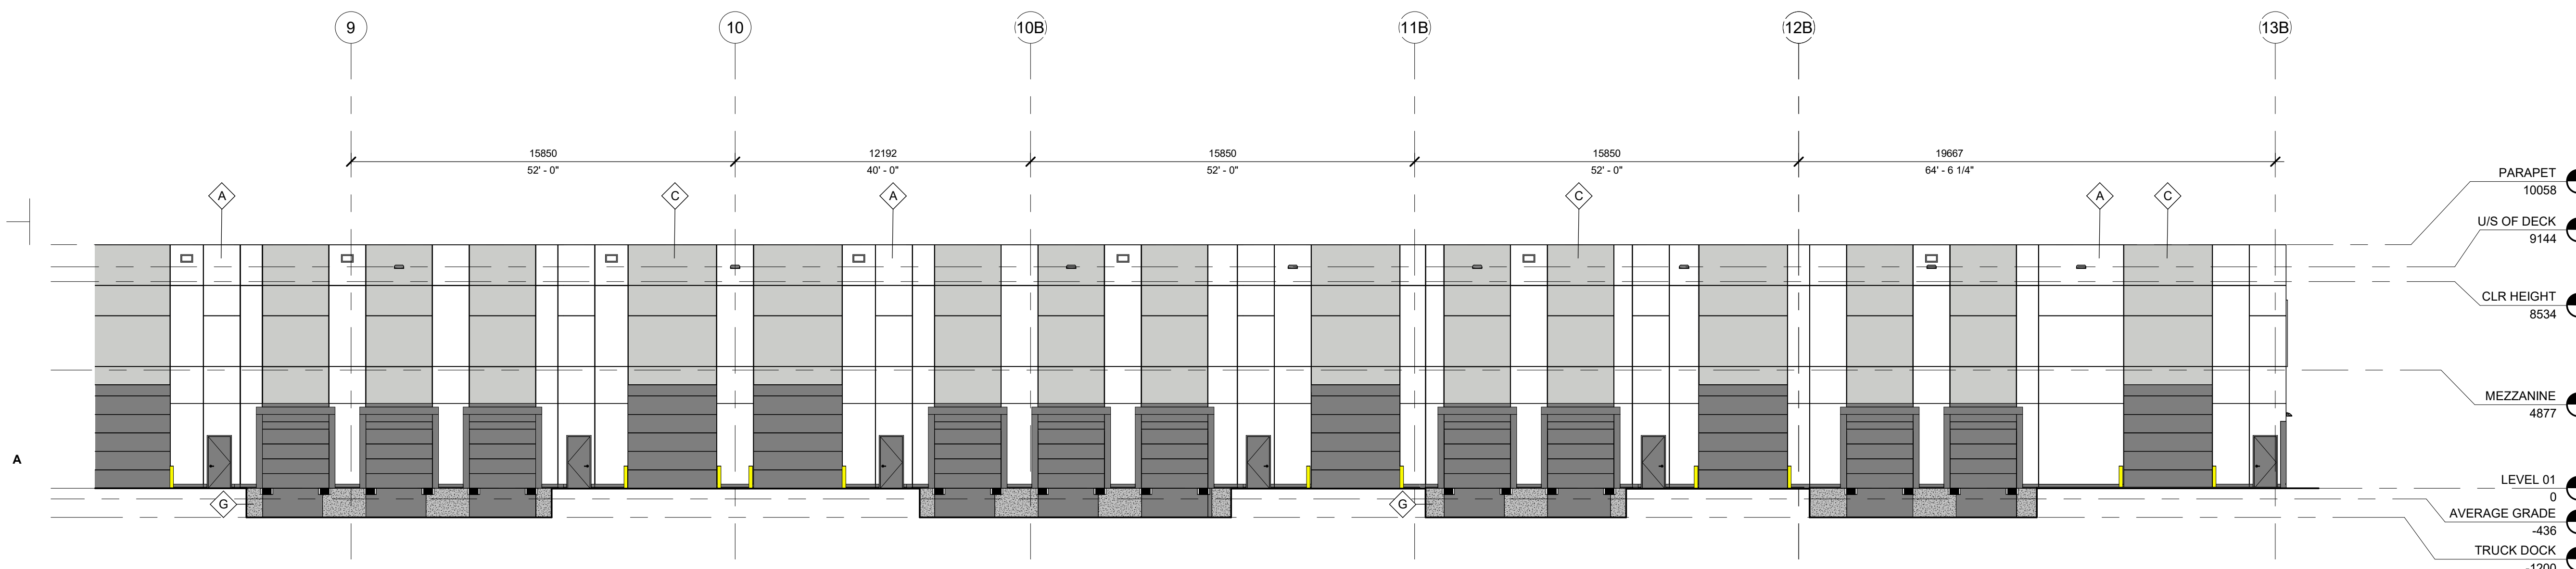 9 10 10B 11B 12B 13B
15850 12192 15850 15850 19667
52' - 0" 40' - 0" 52' - 0" 52' - 0" 64' - 6 1/4"
A C A C A C
PARAPET
10058
U/S OF DECK
9144
CLR HEIGHT
8534
MEZZANINE
4877
A
G G
LEVEL 01
0
AVERAGE GRADE
-436
TRUCK DOCK
-1200